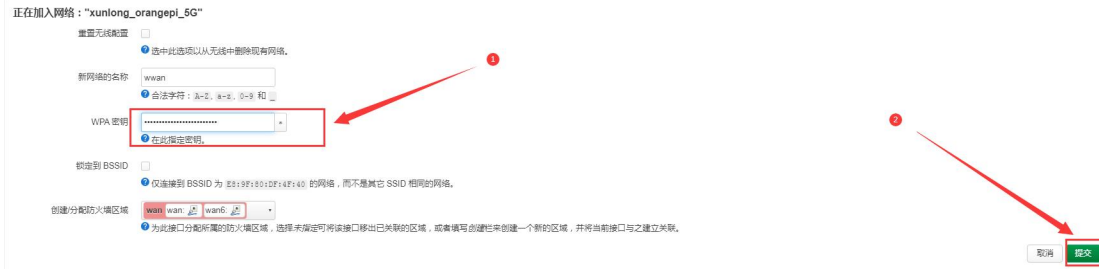 正在加入网络："xunlong_orangepi_5G"
重置无线配置
选中此选项以从无线中删除现有网络。
1
新网络的名称 wwan
合法字符：A-Z, a-z, 0-9 和 _
WPA 密钥 ••••••••••••••••••••••• *
在此指定密钥。
2
锁定到 BSSID
仅连接到 BSSID 为 E8:9F:80:DF:4F:40 的网络，而不是其它 SSID 相同的网络。
创建/分配防火墙区域 wan wan: wan6:
为此接口分配所属的防火墙区域，选择未指定可将该接口移出已关联的区域，或者填写创建栏来创建一个新的区域，并将当前接口与之建立关联。
取消 提交